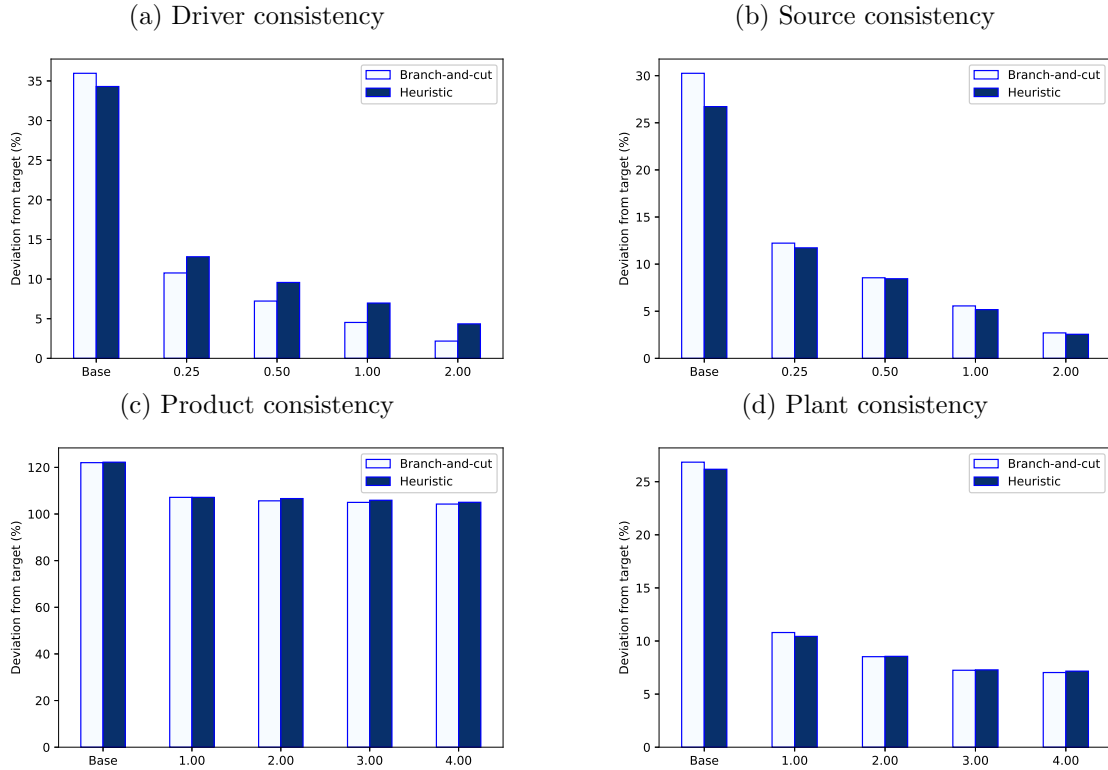 (a) Driver consistency
Deviation from target (%)
35
30
25
20
15
10
5
0
Base 0.25 0.50 1.00 2.00
Branch-and-cut
Heuristic
(b) Source consistency
Deviation from target (%)
30
25
20
15
10
5
0
Base 0.25 0.50 1.00 2.00
Branch-and-cut
Heuristic
(c) Product consistency
Deviation from target (%)
120
100
80
60
40
20
0
Base 1.00 2.00 3.00 4.00
Branch-and-cut
Heuristic
(d) Plant consistency
Deviation from target (%)
25
20
15
10
5
0
Base 1.00 2.00 3.00 4.00
Branch-and-cut
Heuristic